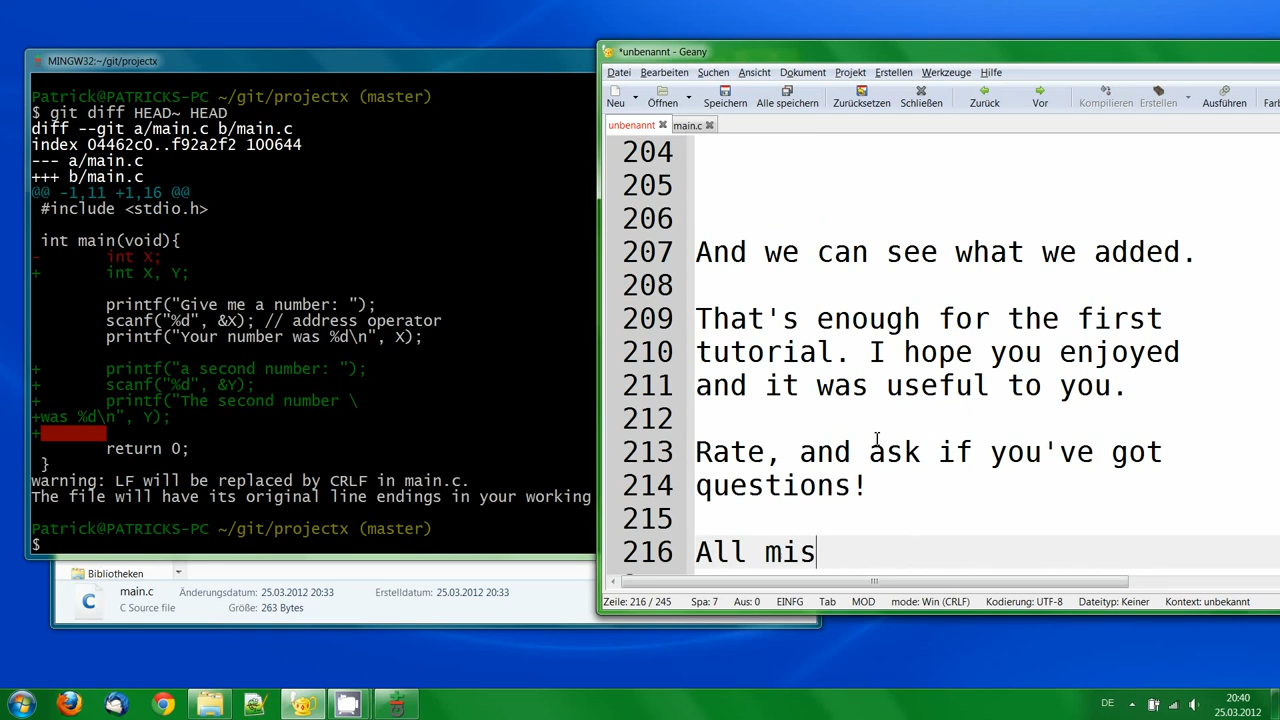 MINGW32:~/git/projectx
Patrick@PATRICKS-PC ~/git/projectx (master)
$ git diff HEAD~ HEAD
diff --git a/main.c b/main.c
index 04462c0..f92a2f2 100644
--- a/main.c
+++ b/main.c
@@ -1,11 +1,16 @@
#include <stdio.h>
int main(void){
- int X;
+ int X, Y;
printf("Give me a number: ");
scanf("%d", &X); // address operator
printf("Your number was %d\n", X);
+ printf("a second number: ");
+ scanf("%d", &Y);
+ printf("The second number \
+was %d\n", Y);
+
return 0;
}
warning: LF will be replaced by CRLF in main.c.
The file will have its original line endings in your working
Patrick@PATRICKS-PC ~/git/projectx (master)
$
Bibliotheken
main.c Änderungsdatum: 25.03.2012 20:33 Erstelldatum: 25.03.2012 20:33
C Source file Größe: 263 Bytes
C
*unbenannt - Geany
Datei Bearbeiten Suchen Ansicht Dokument Projekt Erstellen Werkzeuge Hilfe
Neu Öffnen Speichern Alle speichern Zurücksetzen Schließen Zurück Vor Kompilieren Erstellen Ausführen Far
unbenannt main.c
204
205
206
207 And we can see what we added.
208
209 That's enough for the first
210 tutorial. I hope you enjoyed
211 and it was useful to you.
212
213 Rate, and ask if you've got
214 questions!
215
216 All mis
Zeile: 216 / 245 Spa: 7 Aus: 0 EINFG Tab MOD mode: Win (CRLF) Kodierung: UTF-8 Dateityp: Keiner Kontext: unbekannt
DE
20:40
25.03.2012